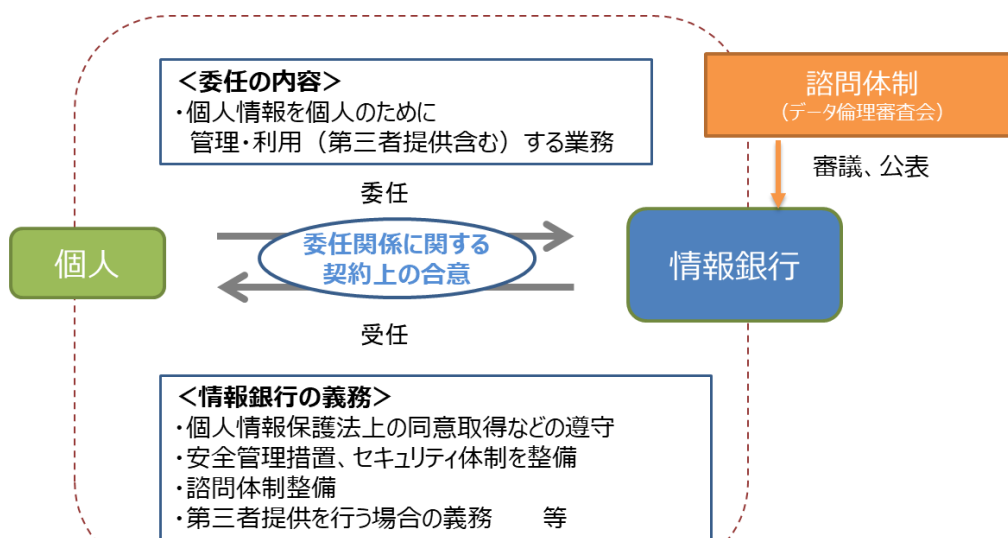 ＜委任の内容＞
・個人情報を個人のために
管理・利用（第三者提供含む）する業務
諮問体制
（データ倫理審査会）
審議、公表
委任
個人
委任関係に関する
契約上の合意
情報銀行
受任
＜情報銀行の義務＞
・個人情報保護法上の同意取得などの遵守
・安全管理措置、セキュリティ体制を整備
・諮問体制整備
・第三者提供を行う場合の義務　　等